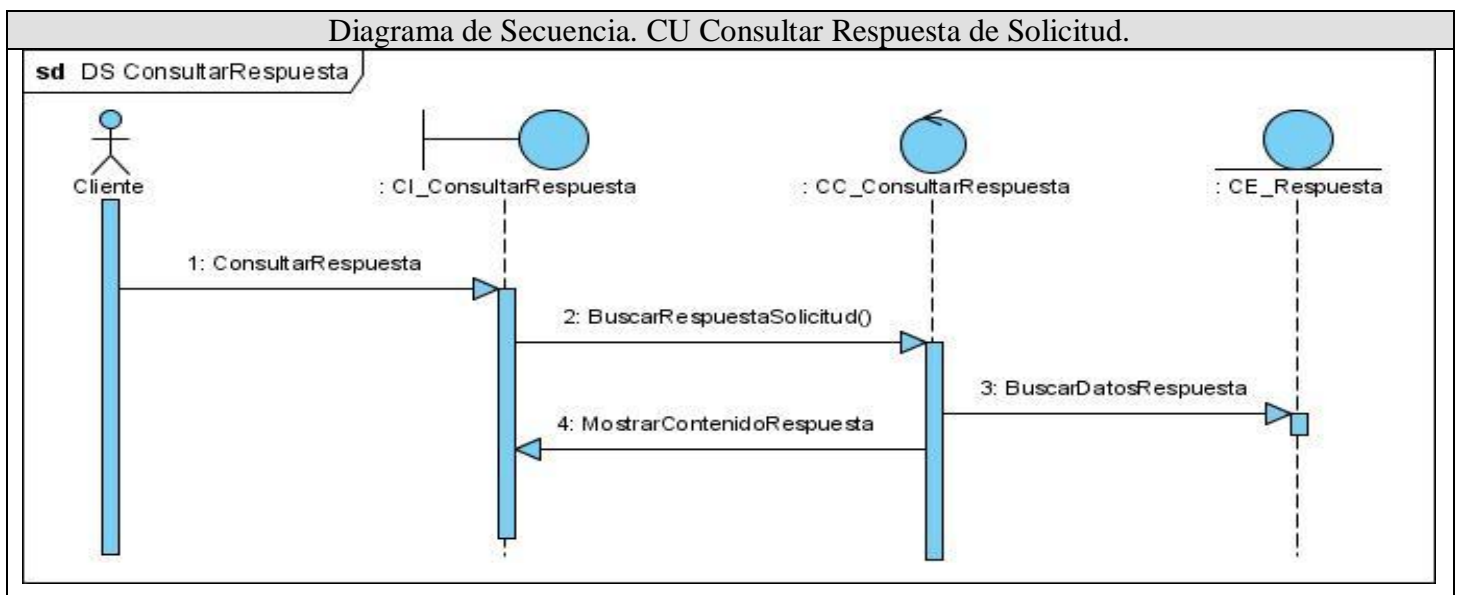 Diagrama de Secuencia. CU Consultar Respuesta de Solicitud.
sd DS ConsultarRespuesta
Cliente
: CI_ConsultarRespuesta
: CC_ConsultarRespuesta
: CE_Respuesta
1: ConsultarRespuesta
2: BuscarRespuestaSolicitud()
3: BuscarDatosRespuesta
4: MostrarContenidoRespuesta